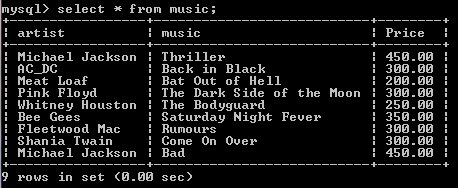 mysql> select * from music;
+-----------------+---------------------------+--------+
| artist          | music                     | Price  |
+-----------------+---------------------------+--------+
| Michael Jackson | Thriller                  | 450.00 |
| AC_DC           | Back in Black             | 300.00 |
| Meat Loaf       | Bat Out of Hell           | 200.00 |
| Pink Floyd      | The Dark Side of the Moon | 300.00 |
| Whitney Houston | The Bodyguard             | 250.00 |
| Bee Gees        | Saturday Night Fever      | 350.00 |
| Fleetwood Mac   | Rumours                   | 300.00 |
| Shania Twain    | Come On Over              | 300.00 |
| Michael Jackson | Bad                       | 450.00 |
+-----------------+---------------------------+--------+
9 rows in set (0.00 sec)